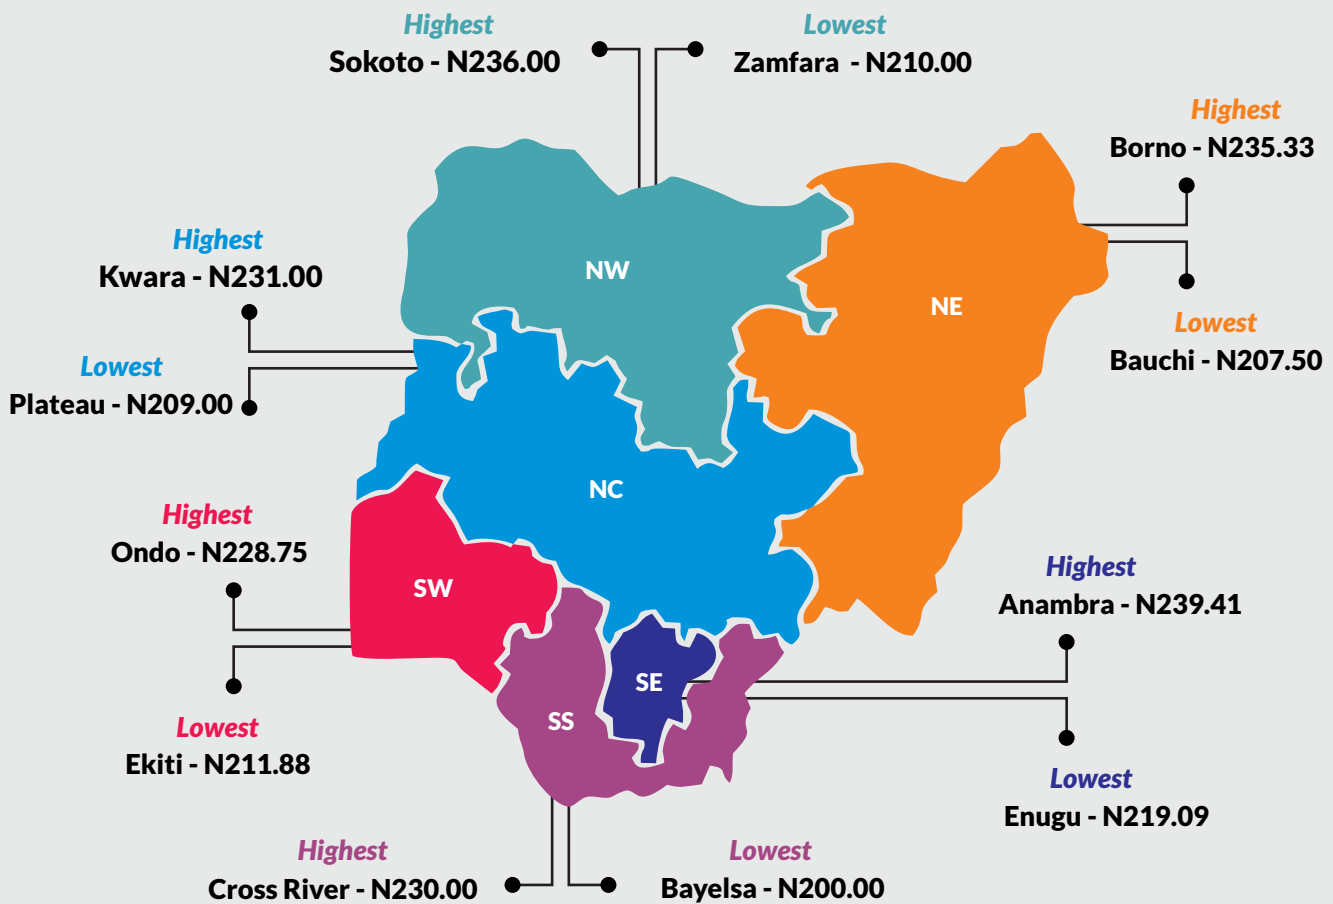 Highest
Sokoto - N236.00
Lowest
Zamfara - N210.00
Highest
Borno - N235.33
Lowest
Bauchi - N207.50
Highest
Kwara - N231.00
Lowest
Plateau - N209.00
NW
NE
NC
Highest
Ondo - N228.75
Lowest
Ekiti - N211.88
SW
SS
SE
Highest
Anambra - N239.41
Lowest
Enugu - N219.09
Highest
Cross River - N230.00
Lowest
Bayelsa - N200.00